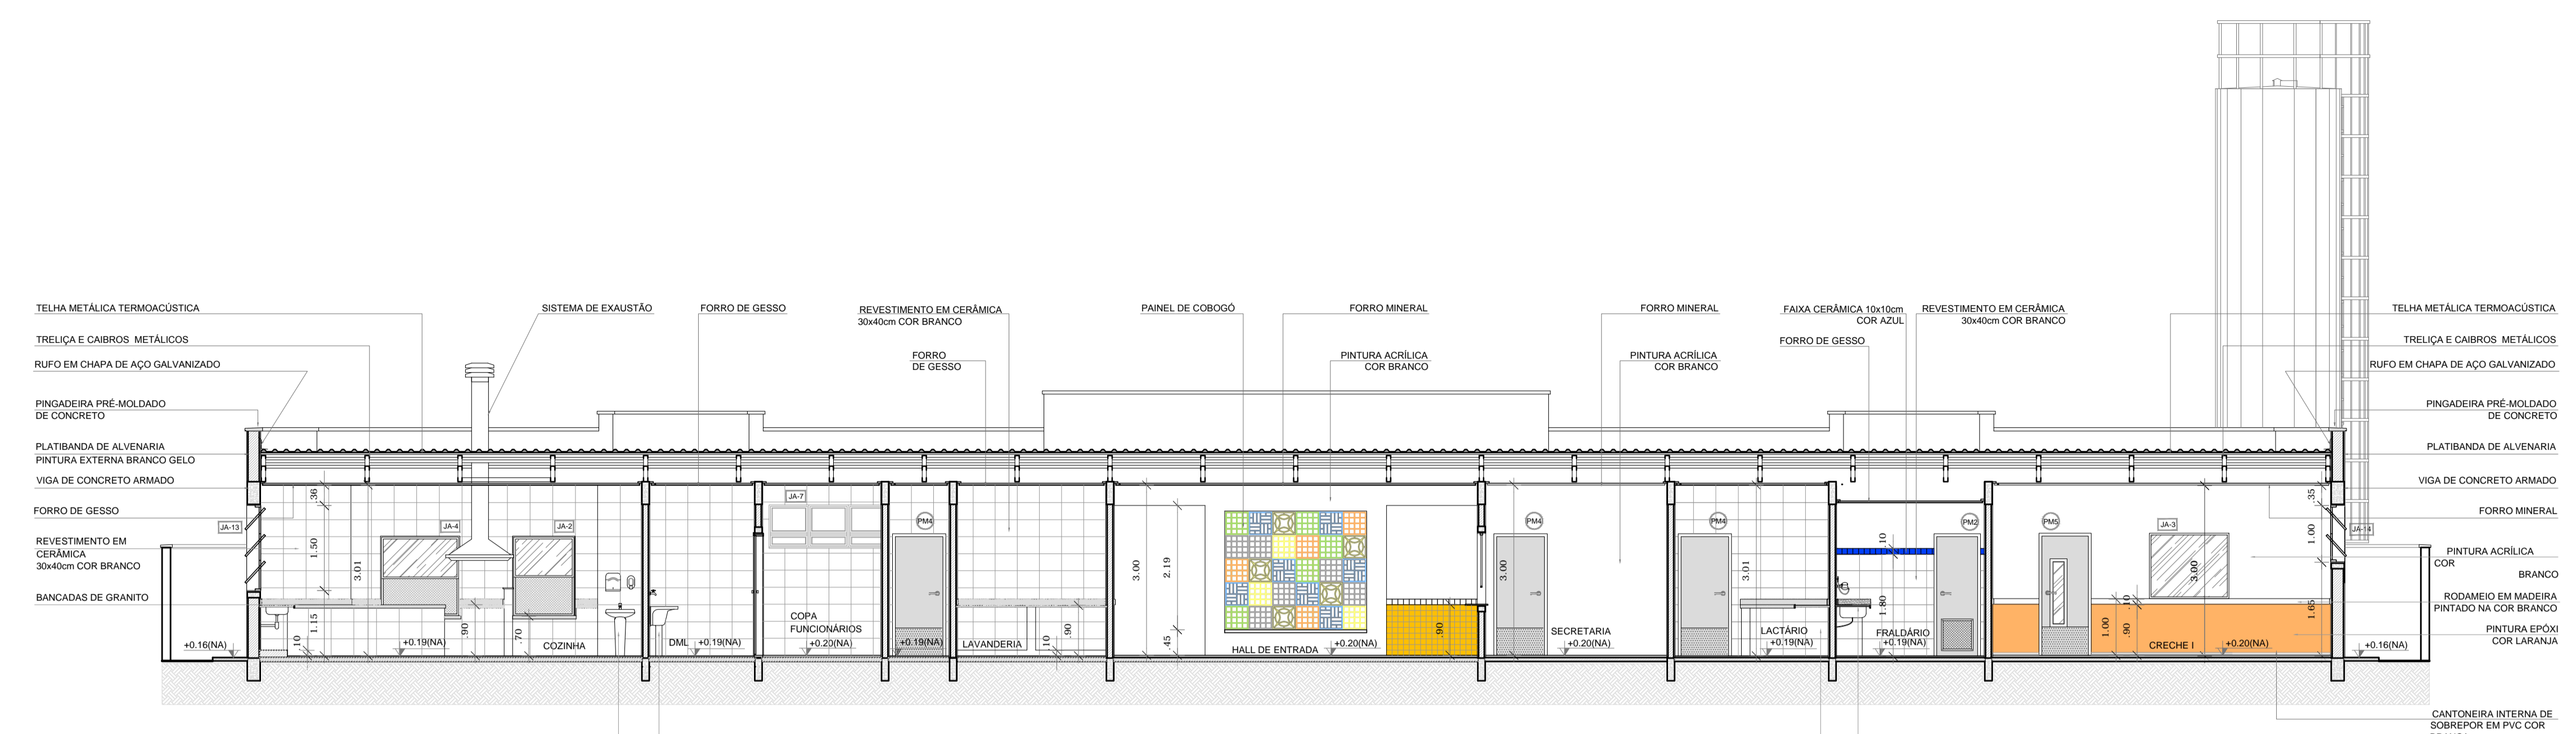 TELHA METÁLICA TERMOACÚSTICA
TRELIÇA E CAIBROS METÁLICOS
RUFO EM CHAPA DE AÇO GALVANIZADO
PINGADEIRA PRÉ-MOLDADO
DE CONCRETO
PLATIBANDA DE ALVENARIA
PINTURA EXTERNA BRANCO GELO
VIGA DE CONCRETO ARMADO
FORRO DE GESSO
REVESTIMENTO EM
CERÂMICA
30x40cm COR BRANCO
BANCADAS DE GRANITO
SISTEMA DE EXAUSTÃO
FORRO DE GESSO
REVESTIMENTO EM CERÂMICA
30x40cm COR BRANCO
FORRO
DE GESSO
PAINEL DE COBOGÓ
FORRO MINERAL
PINTURA ACRÍLICA
COR BRANCO
FORRO MINERAL
PINTURA ACRÍLICA
COR BRANCO
FAIXA CERÂMICA 10x10cm
COR AZUL
FORRO DE GESSO
REVESTIMENTO EM CERÂMICA
30x40cm COR BRANCO
TELHA METÁLICA TERMOACÚSTICA
TRELIÇA E CAIBROS METÁLICOS
RUFO EM CHAPA DE AÇO GALVANIZADO
PINGADEIRA PRÉ-MOLDADO
DE CONCRETO
PLATIBANDA DE ALVENARIA
VIGA DE CONCRETO ARMADO
FORRO MINERAL
PINTURA ACRÍLICA
COR
BRANCO
RODAMEIO EM MADEIRA
PINTADO NA COR BRANCO
PINTURA EPÓXI
COR LARANJA
CANTONEIRA INTERNA DE
SOBREPOR EM PVC COR
+0.16(NA)
JA-13
.36
1.50
1.15
.10
3.01
JA-4
JA-2
+0.19(NA)
.90
.70
COZINHA
DML
+0.19(NA)
JA-7
COPA
FUNCIONÁRIOS
+0.20(NA)
PM4
+0.19(NA)
LAVANDERIA
.10
.90
3.00
2.19
.45
HALL DE ENTRADA
+0.20(NA)
.90
3.00
PM4
SECRETARIA
+0.20(NA)
PM4
3.01
LACTÁRIO
+0.19(NA)
.10
1.80
PM2
FRALDÁRIO
+0.19(NA)
PM5
JA-3
3.00
1.00
.90
.10
CRECHE I
+0.20(NA)
.35
1.00
1.65
JA-14
+0.16(NA)